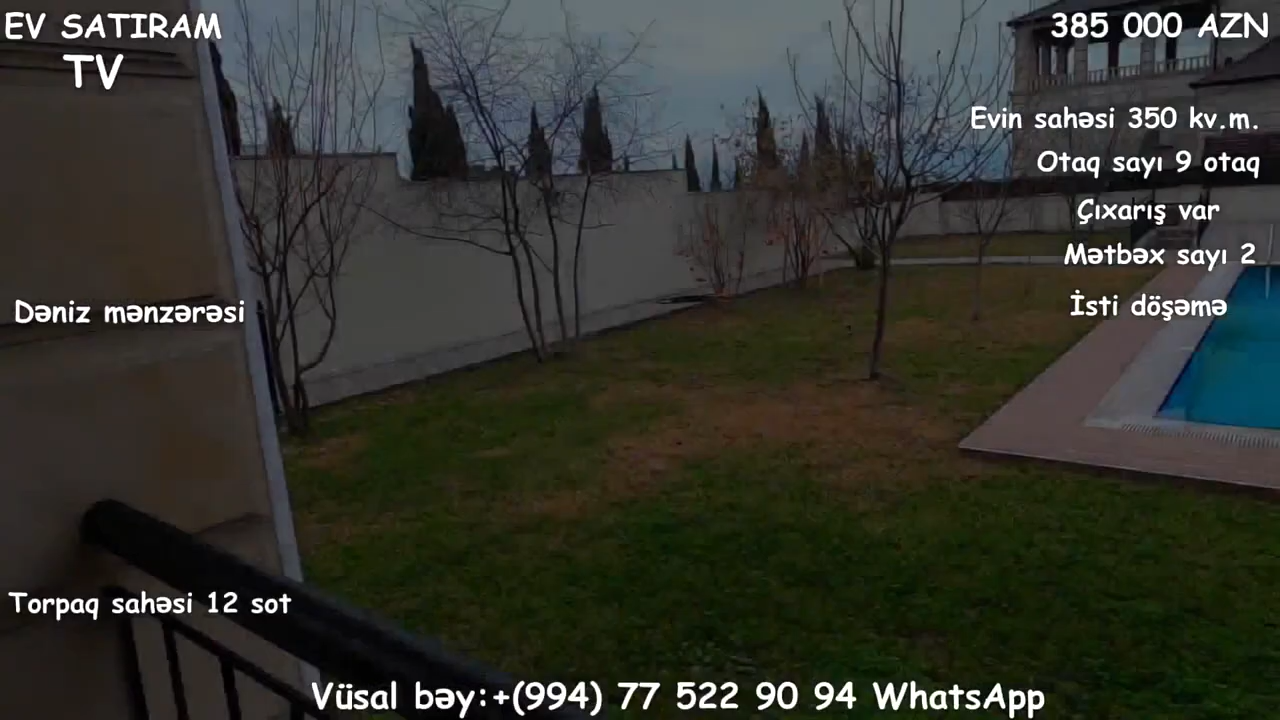 EV SATIRAM
TV
385 000 AZN
Evin sahəsi 350 kv.m.
Otaq sayı 9 otaq
Çıxarış var
Mətbəx sayı 2
İsti döşəmə
Dəniz mənzərəsi
Torpaq sahəsi 12 sot
Vüsal bəy:+(994) 77 522 90 94 WhatsApp